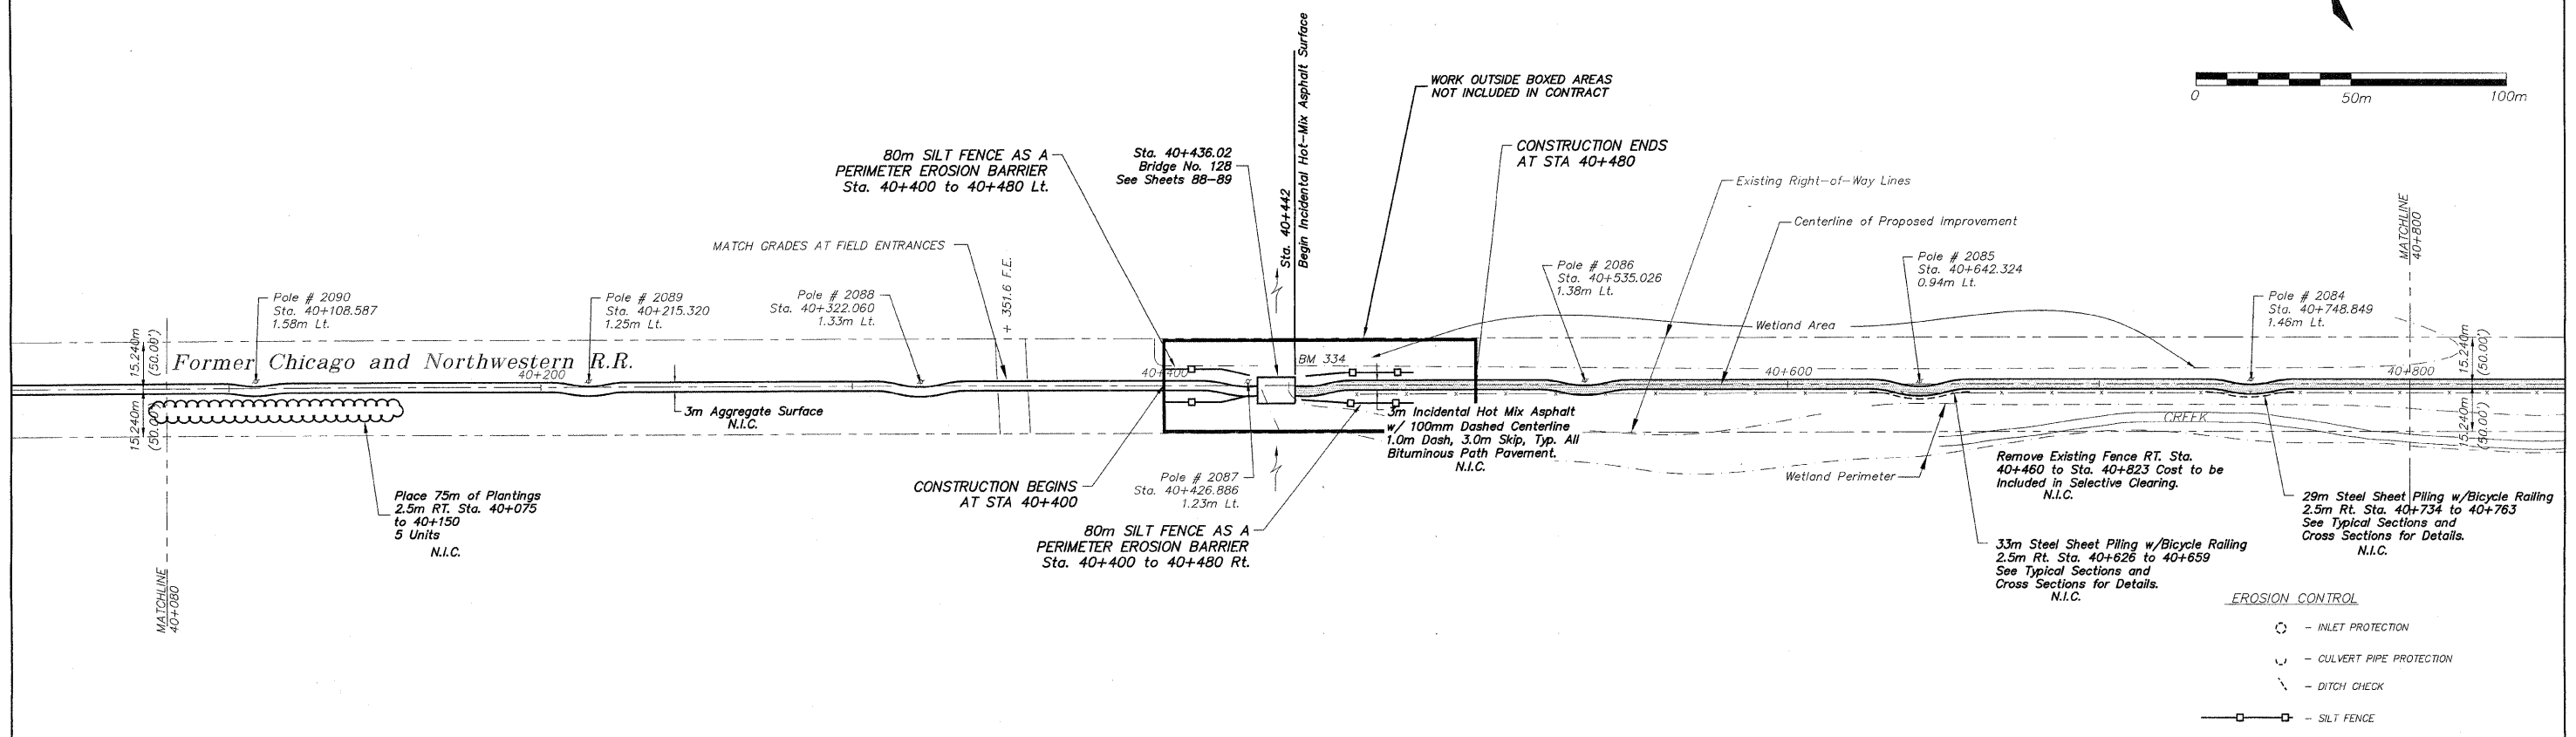 Sta. 40+442
Begin Incidental Hot-Mix Asphalt Surface
WORK OUTSIDE BOXED AREAS
NOT INCLUDED IN CONTRACT
0 50m 100m
80m SILT FENCE AS A
PERIMETER EROSION BARRIER
Sta. 40+400 to 40+480 Lt.
Sta. 40+436.02
Bridge No. 128
See Sheets 88-89
CONSTRUCTION ENDS
AT STA 40+480
Existing Right-of-Way Lines
Centerline of Proposed Improvement
MATCHLINE
40+800
MATCH GRADES AT FIELD ENTRANCES
+ 351.6 F.E.
Pole # 2090
Sta. 40+108.587
1.58m Lt.
Pole # 2089
Sta. 40+215.320
1.25m Lt.
Pole # 2088
Sta. 40+322.060
1.33m Lt.
Pole # 2086
Sta. 40+535.026
1.38m Lt.
Pole # 2085
Sta. 40+642.324
0.94m Lt.
Pole # 2084
Sta. 40+748.849
1.46m Lt.
Wetland Area
15.240m
(50.00')
15.240m
(50.00')
Former Chicago and Northwestern R.R.
BM 334
40+200
40+400
40+600
40+800
15.240m
(50.00')
15.240m
(50.00')
3m Aggregate Surface
N.I.C.
3m Incidental Hot Mix Asphalt
w/ 100mm Dashed Centerline
1.0m Dash, 3.0m Skip, Typ. All
Bituminous Path Pavement.
N.I.C.
CREEK
Wetland Perimeter
Remove Existing Fence RT. Sta.
40+460 to Sta. 40+823 Cost to be
Included in Selective Clearing.
N.I.C.
Place 75m of Plantings
2.5m RT. Sta. 40+075
to 40+150
5 Units
N.I.C.
CONSTRUCTION BEGINS
AT STA 40+400
Pole # 2087
Sta. 40+426.886
1.23m Lt.
29m Steel Sheet Piling w/Bicycle Railing
2.5m Rt. Sta. 40+734 to 40+763
See Typical Sections and
Cross Sections for Details.
N.I.C.
80m SILT FENCE AS A
PERIMETER EROSION BARRIER
Sta. 40+400 to 40+480 Rt.
33m Steel Sheet Piling w/Bicycle Railing
2.5m Rt. Sta. 40+626 to 40+659
See Typical Sections and
Cross Sections for Details.
N.I.C.
MATCHLINE
40+080
EROSION CONTROL
- INLET PROTECTION
- CULVERT PIPE PROTECTION
- DITCH CHECK
- SILT FENCE